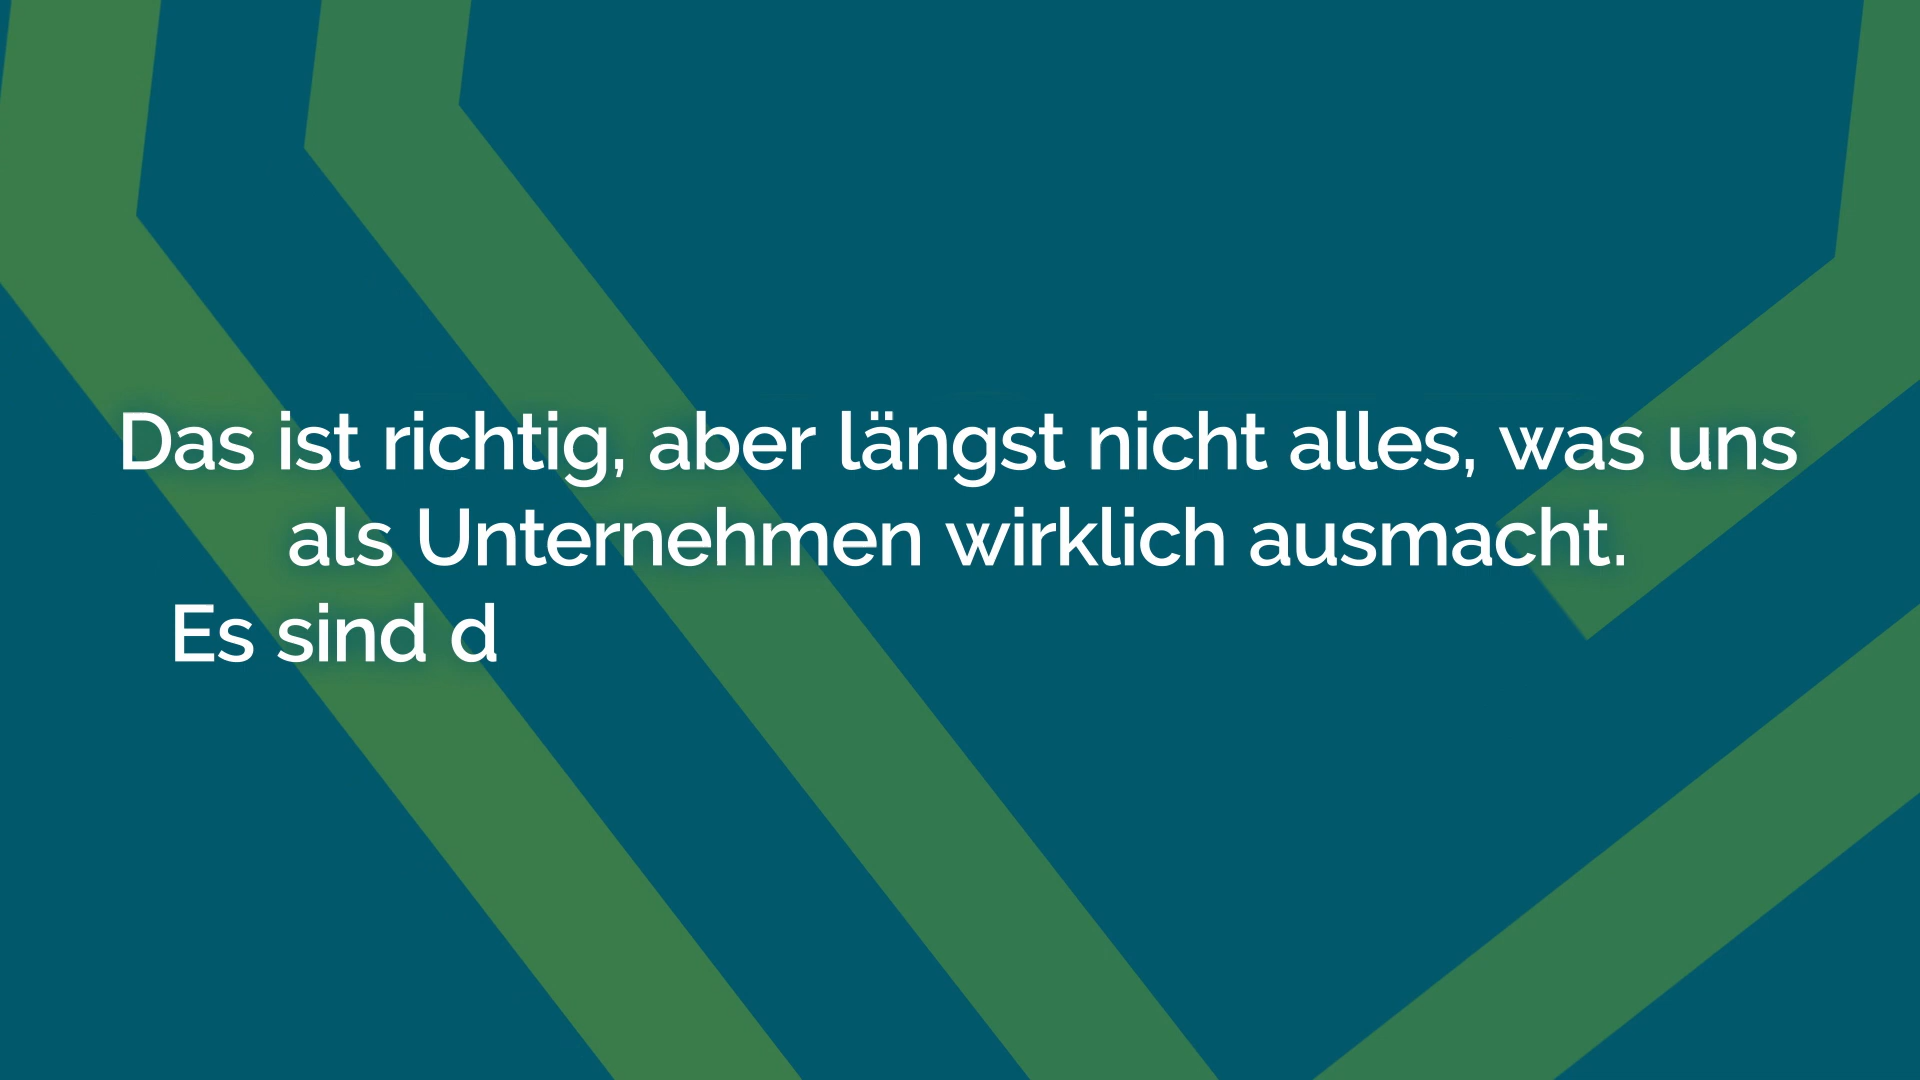 Das ist richtig, aber längst nicht alles, was uns
als Unternehmen wirklich ausmacht.
Es sind d